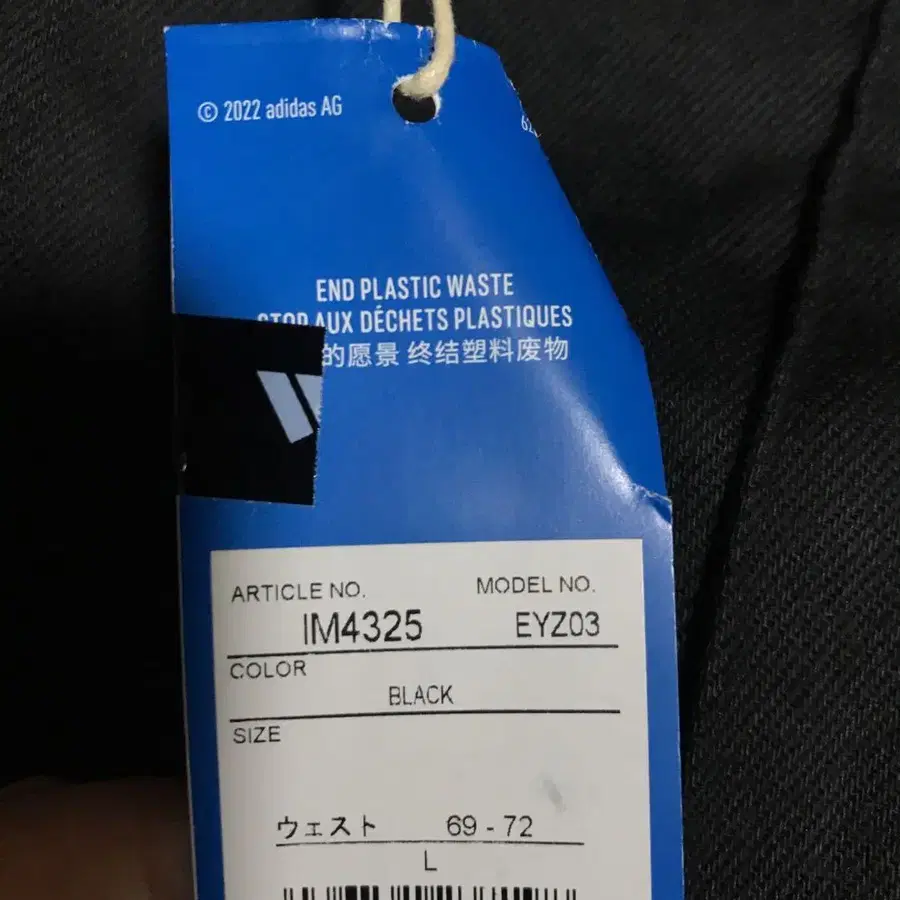 © 2022 adidas AG
END PLASTIC WASTE
STOP AUX DÉCHETS PLASTIQUES
的愿景 终结塑料废物
ARTICLE NO. MODEL NO.
IM4325 EYZ03
COLOR
BLACK
SIZE
ウェスト 69 - 72
L